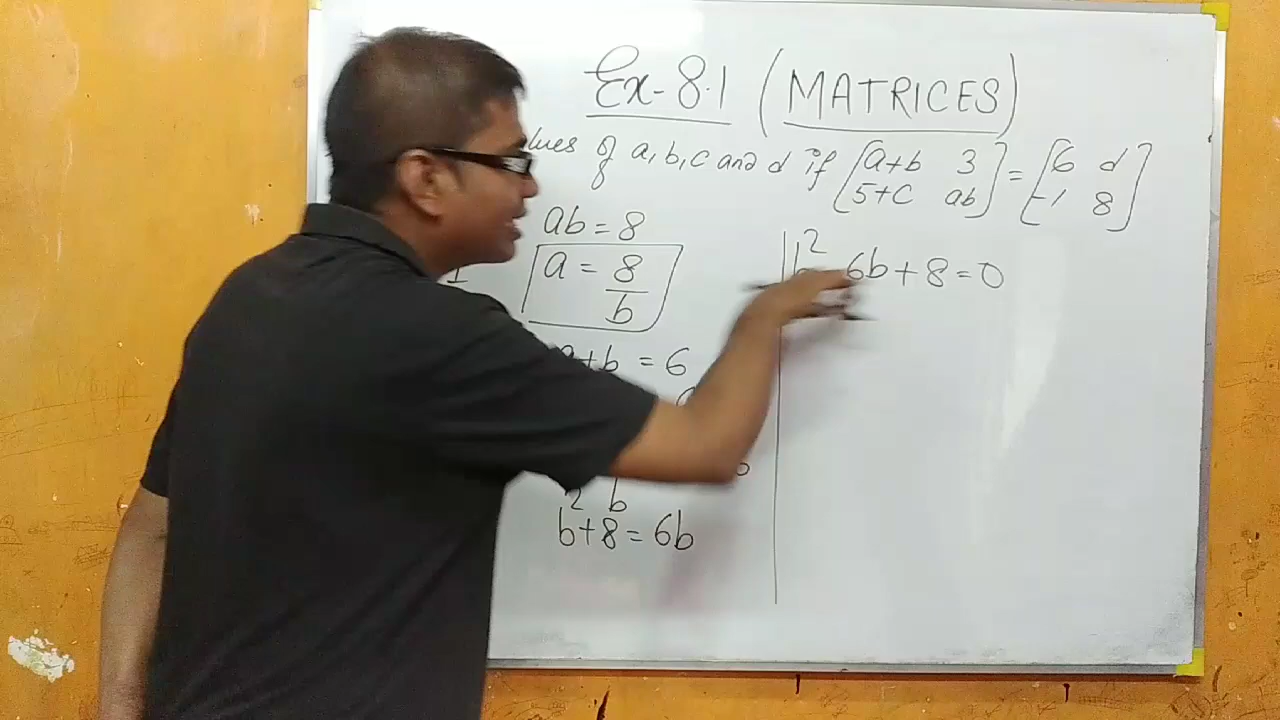 Ex-8.1 (MATRICES)
of a, b, c and d if [a+b 3 5+c ab] = [6 d -1 8]
ab = 8
a = 8/b
a+b = 6
b² + 8 = 6b
b² - 6b + 8 = 0